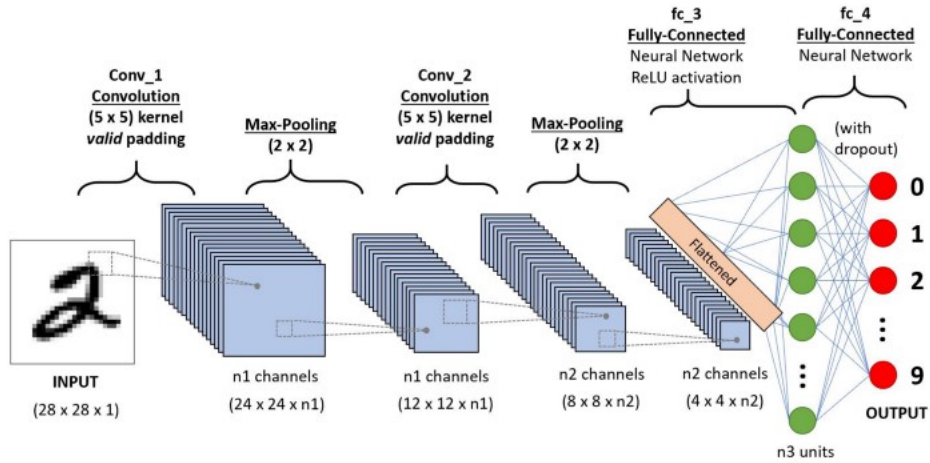 fc_3
Fully-Connected
Neural Network
ReLU activation
fc_4
Fully-Connected
Neural Network
Conv_1
Convolution
(5 x 5) kernel
valid padding
Max-Pooling
(2 x 2)
Conv_2
Convolution
(5 x 5) kernel
valid padding
Max-Pooling
(2 x 2)
(with
dropout)
Flattened
0
1
2
9
OUTPUT
2
INPUT
(28 x 28 x 1)
n1 channels
(24 x 24 x n1)
n1 channels
(12 x 12 x n1)
n2 channels
(8 x 8 x n2)
n2 channels
(4 x 4 x n2)
n3 units